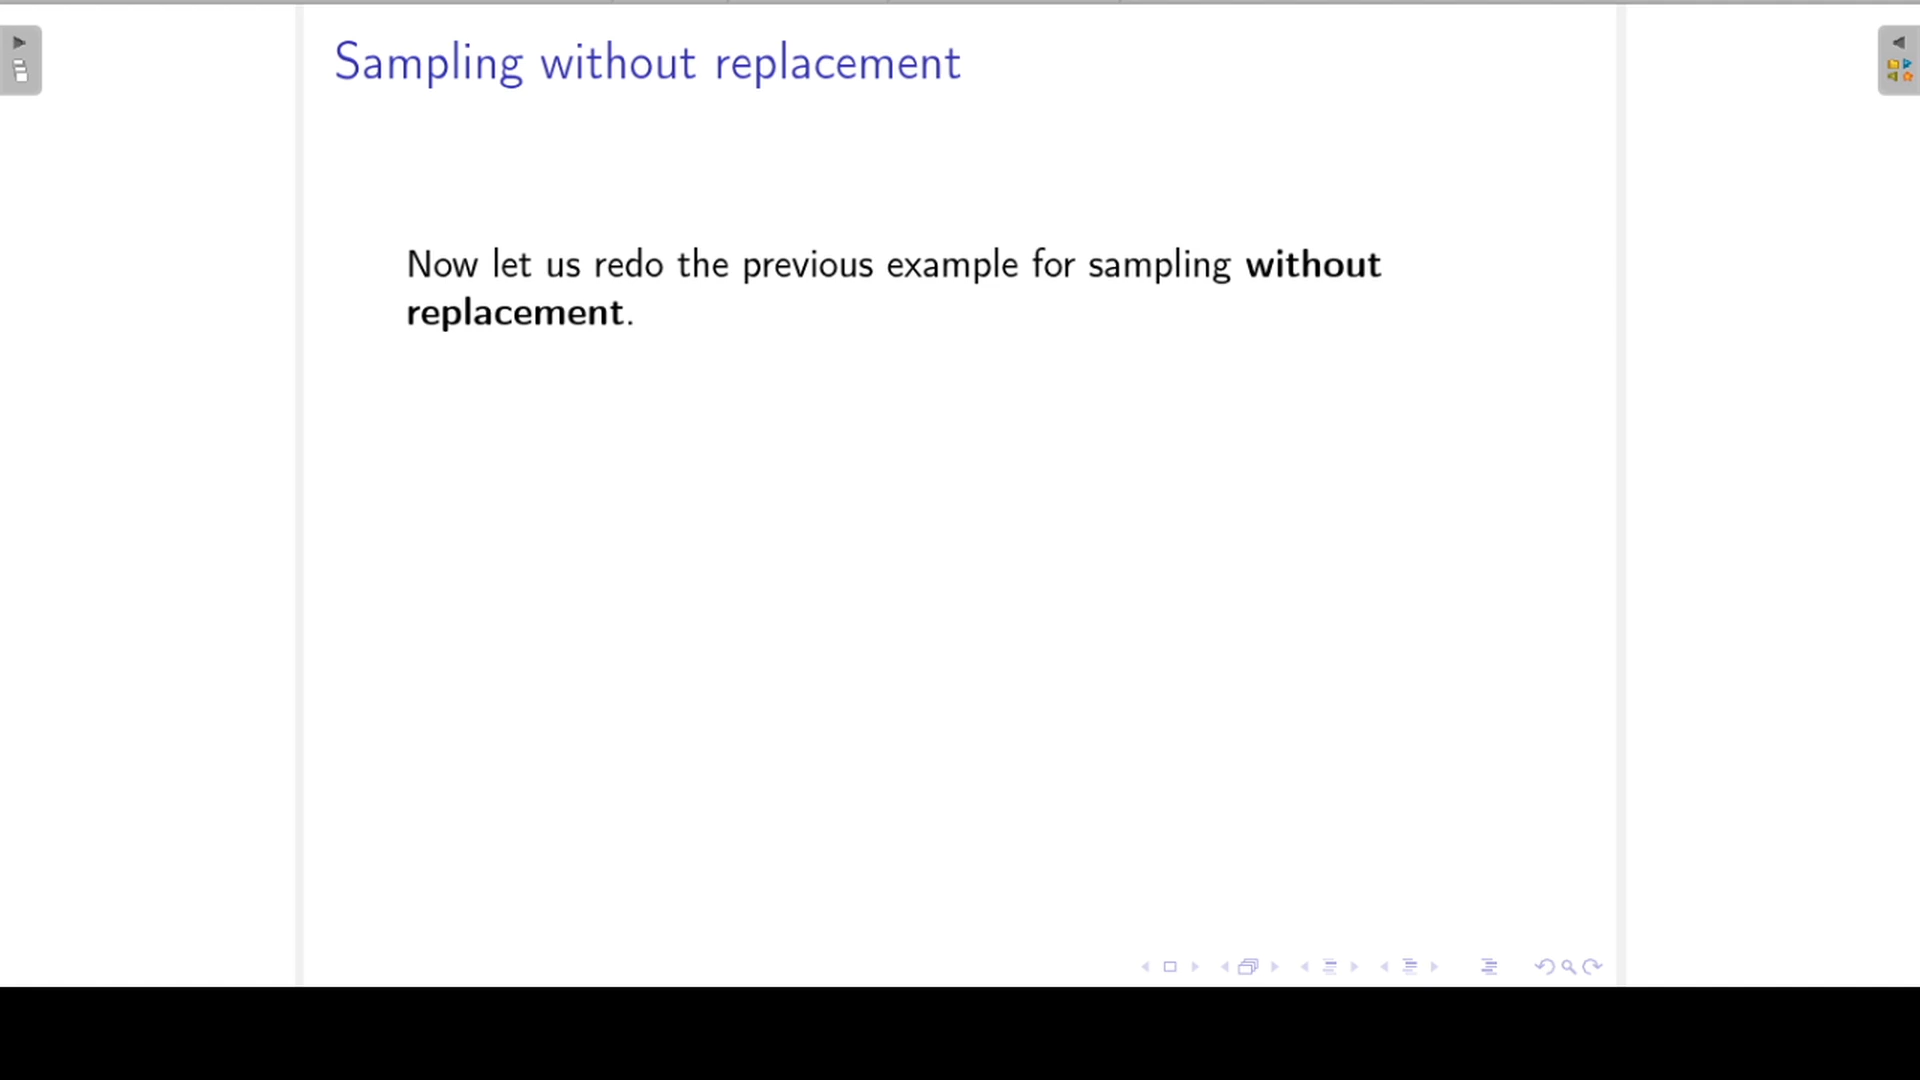 Sampling without replacement
Now let us redo the previous example for sampling without
replacement.